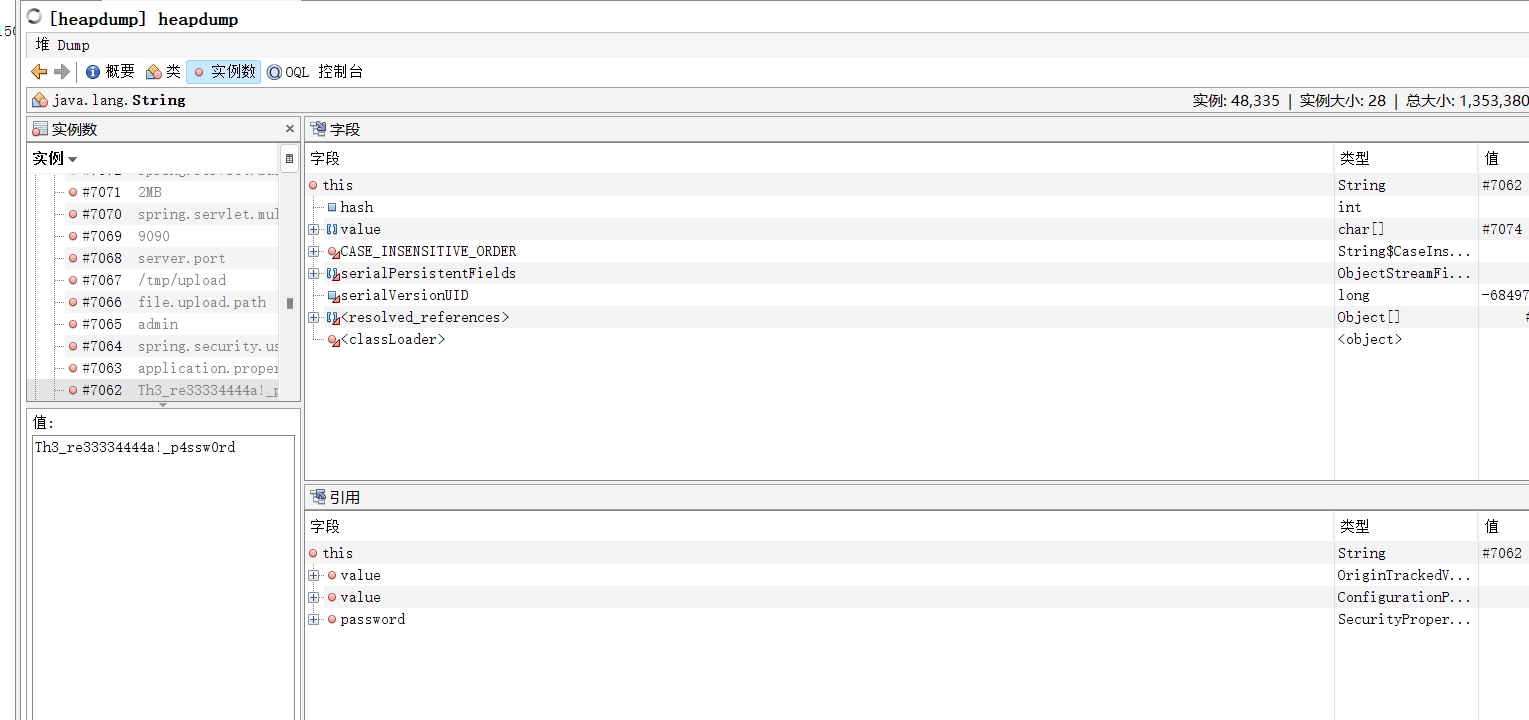 [heapdump] heapdump
堆 Dump
概要 类 实例数 OQL 控制台
java.lang.String
实例: 48,335 | 实例大小: 28 | 总大小: 1,353,380
实例数
实例
#7071 2MB
#7070 spring.servlet.mul
#7069 9090
#7068 server.port
#7067 /tmp/upload
#7066 file.upload.path
#7065 admin
#7064 spring.security.us
#7063 application.proper
#7062 Th3_re33334444a!_p
值:
Th3_re33334444a!_p4ssw0rd
字段
字段 类型 值
this String #7062
hash int
value char[] #7074
CASE_INSENSITIVE_ORDER String$CaseIns...
serialPersistentFields ObjectStreamFi...
serialVersionUID long -68497
<resolved_references> Object[]
<classLoader> <object>
引用
字段 类型 值
this String #7062
value OriginTrackedV...
value ConfigurationP...
password SecurityProper...